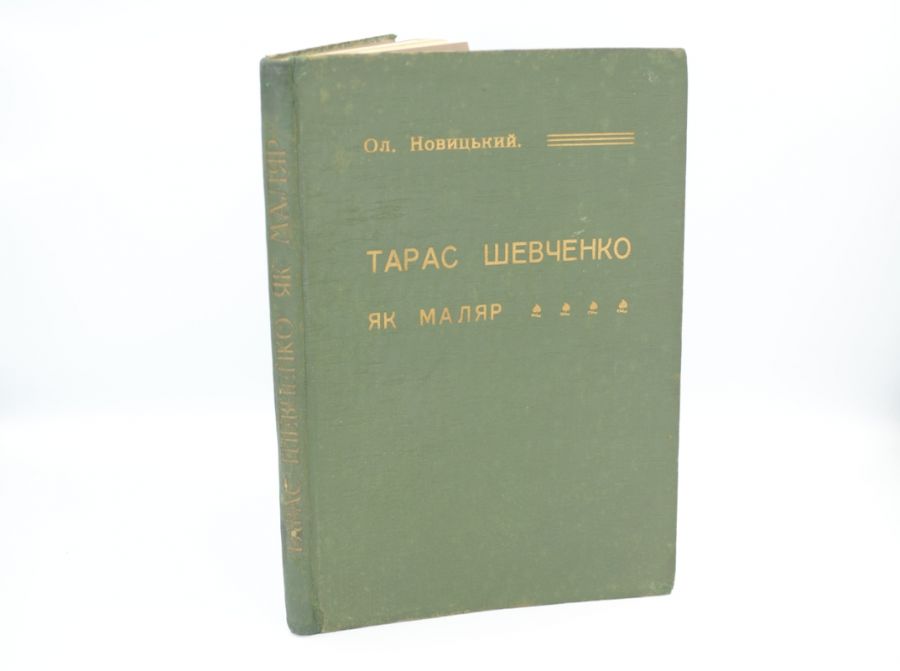 Ол. Новицький.
ТАРАС ШЕВЧЕНКО
ЯК МАЛЯР
ТАРАС ШЕВЧЕНКО ЯК МАЛЯР